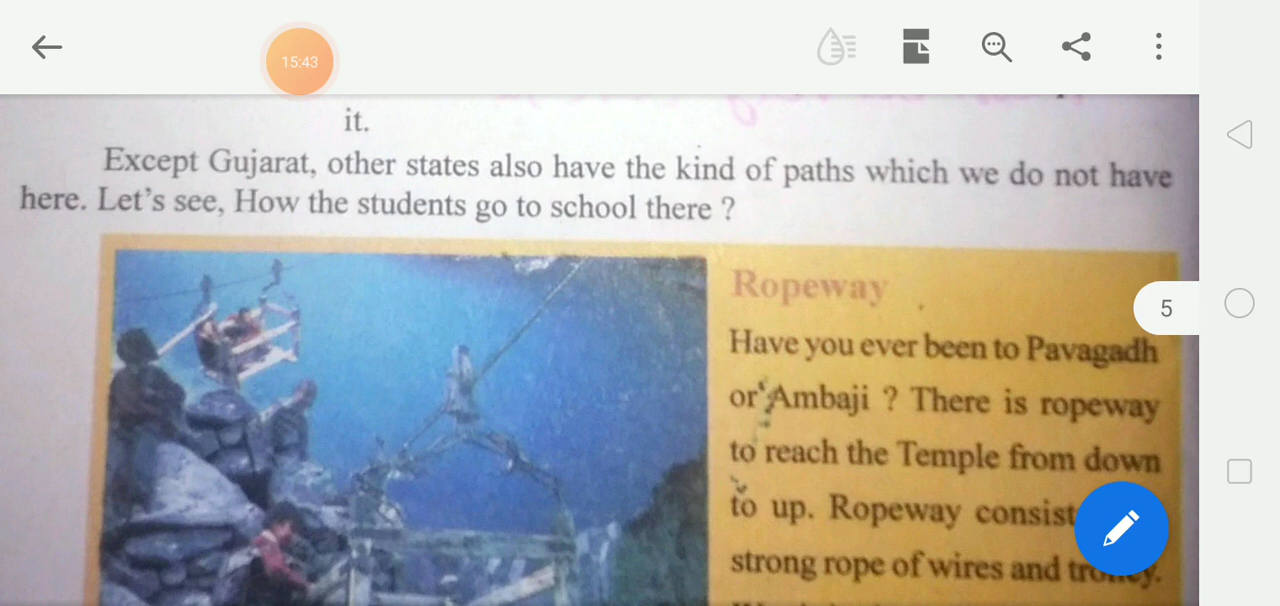 15:43
it.
Except Gujarat, other states also have the kind of paths which we do not have
here. Let's see, How the students go to school there ?
Ropeway
Have you ever been to Pavagadh
or Ambaji ? There is ropeway
to reach the Temple from down
to up. Ropeway consist
strong rope of wires and trolley.
5